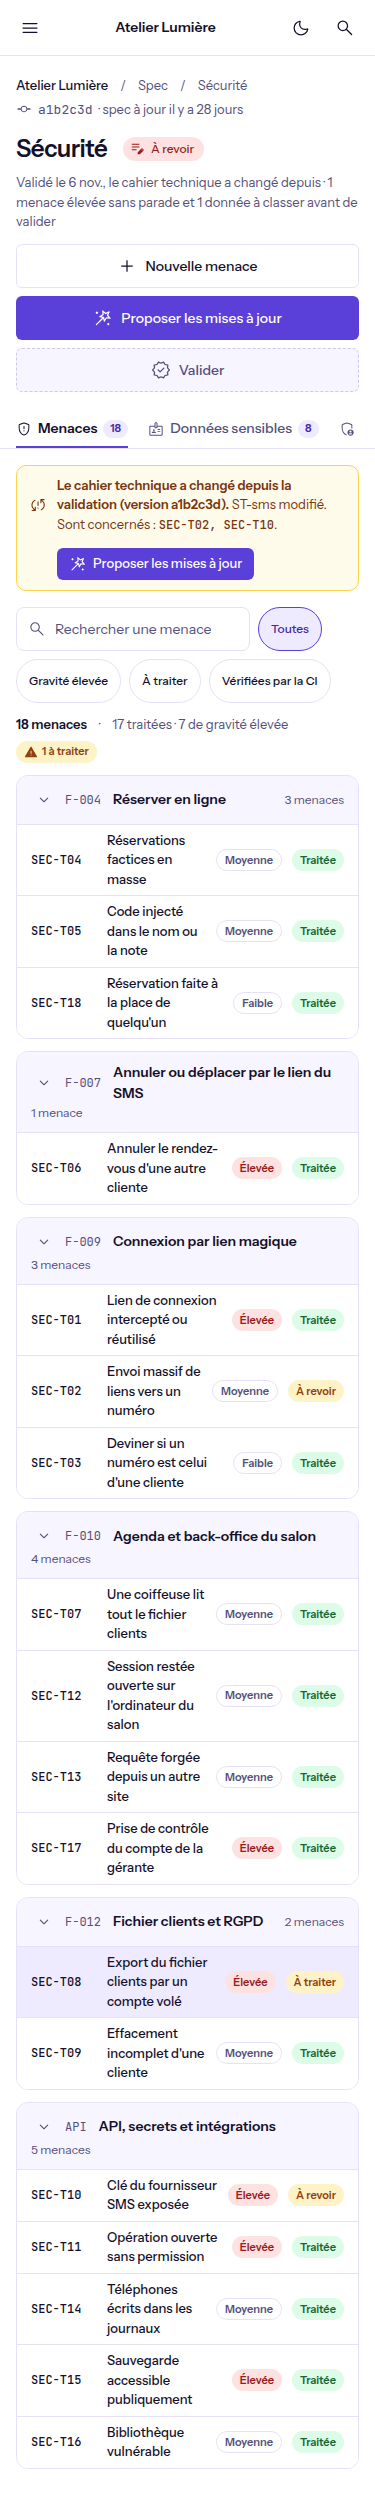 Atelier Lumière
Atelier Lumière / Spec / Sécurité
a1b2c3d · spec à jour il y a 28 jours
Sécurité À revoir
Validé le 6 nov., le cahier technique a changé depuis · 1
menace élevée sans parade et 1 donnée à classer avant de
valider
Nouvelle menace
Proposer les mises à jour
Valider
Menaces 18 Données sensibles 8
Le cahier technique a changé depuis la
validation (version a1b2c3d). ST-sms modifié.
Sont concernés : SEC-T02, SEC-T10.
Proposer les mises à jour
Rechercher une menace Toutes
Gravité élevée À traiter Vérifiées par la CI
18 menaces · 17 traitées · 7 de gravité élevée
1 à traiter
F-004 Réserver en ligne 3 menaces
SEC-T04 Réservations
factices en
masse Moyenne Traitée
SEC-T05 Code injecté
dans le nom ou
la note Moyenne Traitée
SEC-T18 Réservation faite à
la place de
quelqu'un Faible Traitée
F-007 Annuler ou déplacer par le lien du
SMS
1 menace
SEC-T06 Annuler le rendez-
vous d'une autre
cliente Élevée Traitée
F-009 Connexion par lien magique
3 menaces
SEC-T01 Lien de connexion
intercepté ou
réutilisé Élevée Traitée
SEC-T02 Envoi massif de
liens vers un
numéro Moyenne À revoir
SEC-T03 Deviner si un
numéro est celui
d'une cliente Faible Traitée
F-010 Agenda et back-office du salon
4 menaces
SEC-T07 Une coiffeuse lit
tout le fichier
clients Moyenne Traitée
SEC-T12 Session restée
ouverte sur
l'ordinateur du
salon Moyenne Traitée
SEC-T13 Requête forgée
depuis un autre
site Moyenne Traitée
SEC-T17 Prise de contrôle
du compte de la
gérante Élevée Traitée
F-012 Fichier clients et RGPD 2 menaces
SEC-T08 Export du fichier
clients par un
compte volé Élevée À traiter
SEC-T09 Effacement
incomplet d'une
cliente Moyenne Traitée
API API, secrets et intégrations
5 menaces
SEC-T10 Clé du fournisseur
SMS exposée Élevée À revoir
SEC-T11 Opération ouverte
sans permission Élevée Traitée
SEC-T14 Téléphones
écrits dans les
journaux Moyenne Traitée
SEC-T15 Sauvegarde
accessible
publiquement Élevée Traitée
SEC-T16 Bibliothèque
vulnérable Moyenne Traitée